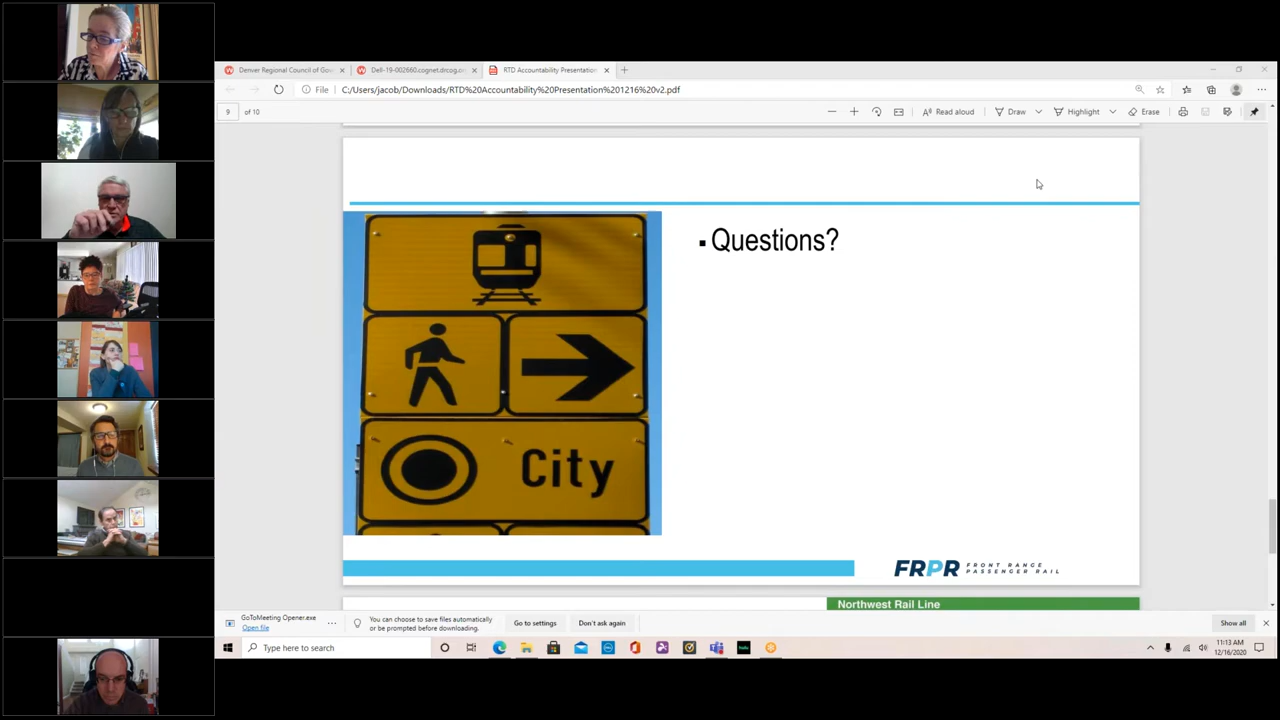 Denver Regional Council of Gov
Dell-19-002660.cognet.drcog.or
RTD Accountability Presentation
File
C:/Users/jacob/Downloads/RTD%20Accountability%20Presentation%201216%20v2.pdf
9 of 10
Read aloud
Draw
Highlight
Erase
▪ Questions?
City
FRPR FRONT RANGE
PASSENGER RAIL
Northwest Rail Line
GoToMeeting Opener.exe
Open file
You can choose to save files automatically
or be prompted before downloading.
Go to settings
Don't ask again
Show all
Type here to search
11:13 AM
12/16/2020